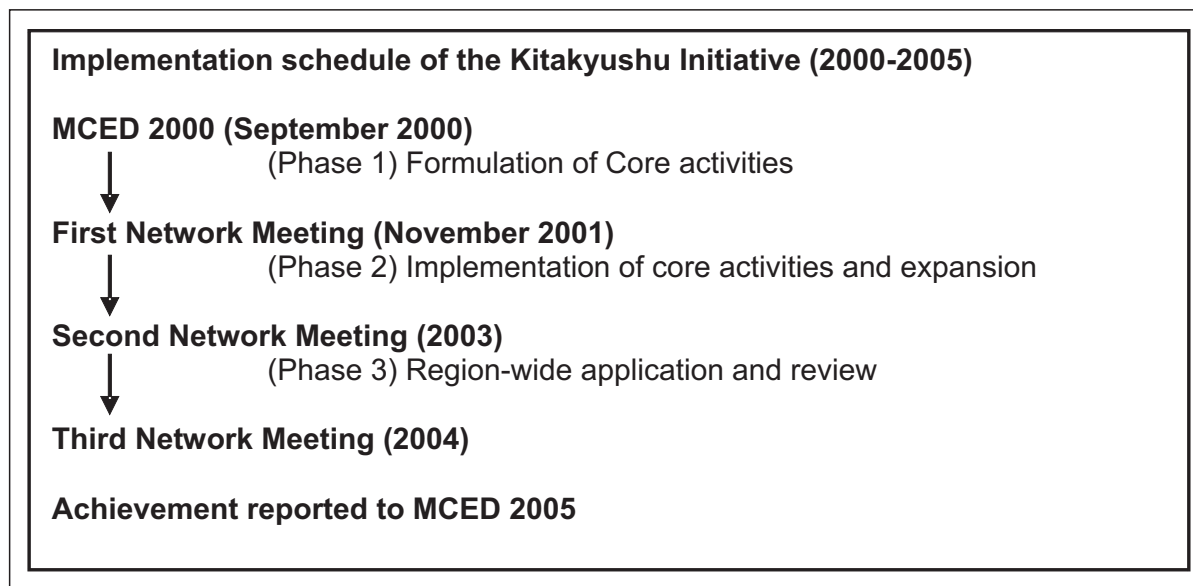 Implementation schedule of the Kitakyushu Initiative (2000-2005)
MCED 2000 (September 2000)
(Phase 1) Formulation of Core activities
First Network Meeting (November 2001)
(Phase 2) Implementation of core activities and expansion
Second Network Meeting (2003)
(Phase 3) Region-wide application and review
Third Network Meeting (2004)
Achievement reported to MCED 2005